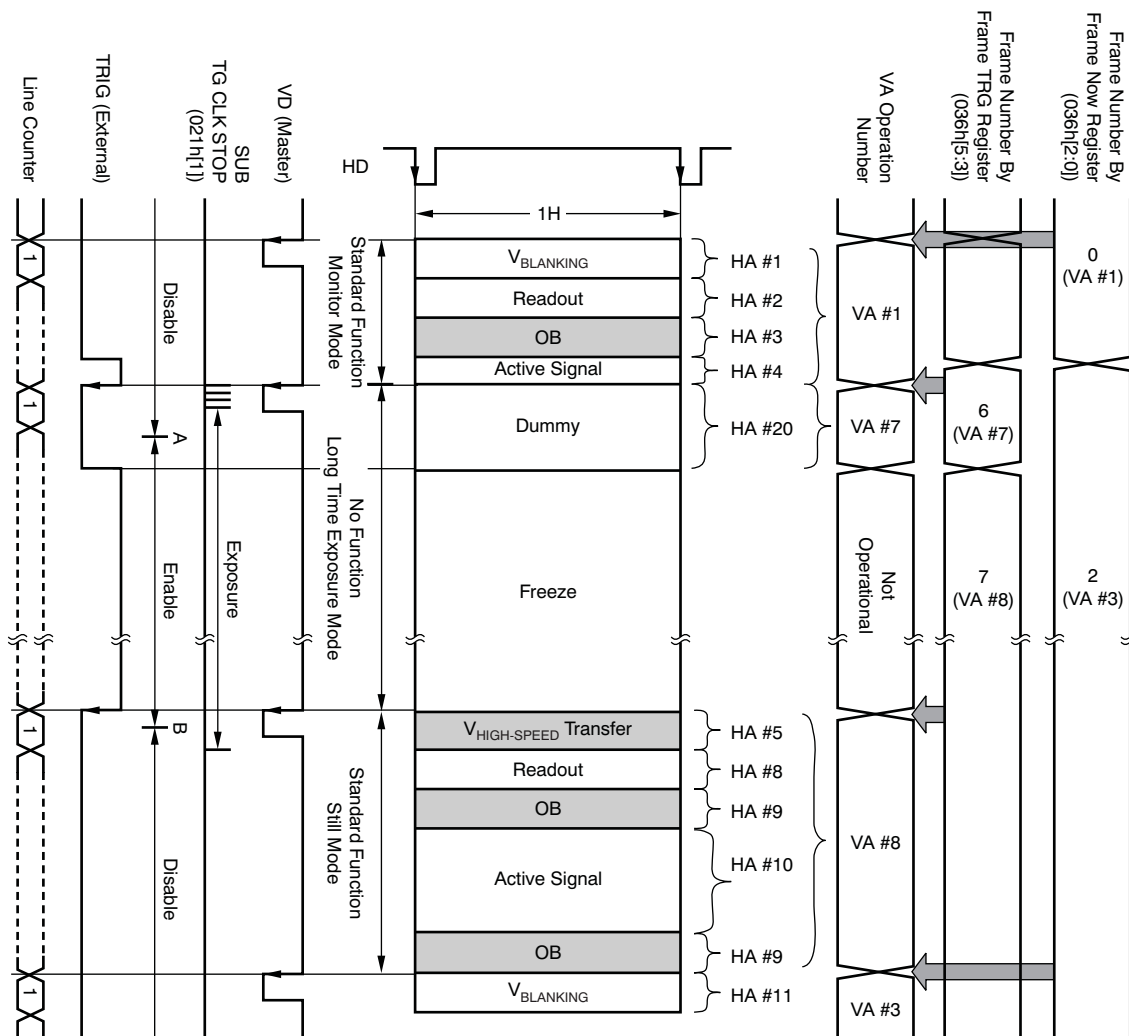 Frame Number By
Frame Now Register
(036h[2:0])
0
(VA #1)
2
(VA #3)
Frame Number By
Frame TRG Register
(036h[5:3])
6
(VA #7)
7
(VA #8)
VA Operation
Number
VA #1
VA #7
Not
Operational
VA #8
VA #3
HD
1H
V BLANKING
HA #1
Readout
HA #2
OB
HA #3
Active Signal
HA #4
Dummy
HA #20
Freeze
V HIGH-SPEED Transfer
HA #5
Readout
HA #8
OB
HA #9
Active Signal
HA #10
OB
HA #9
V BLANKING
HA #11
Standard Function
Monitor Mode
No Function
Long Time Exposure Mode
Standard Function
Still Mode
VD (Master)
SUB
TG CLK STOP
(021h[1])
Exposure
Disable
A
Enable
B
Disable
TRIG (External)
Line Counter
1
1
1
1